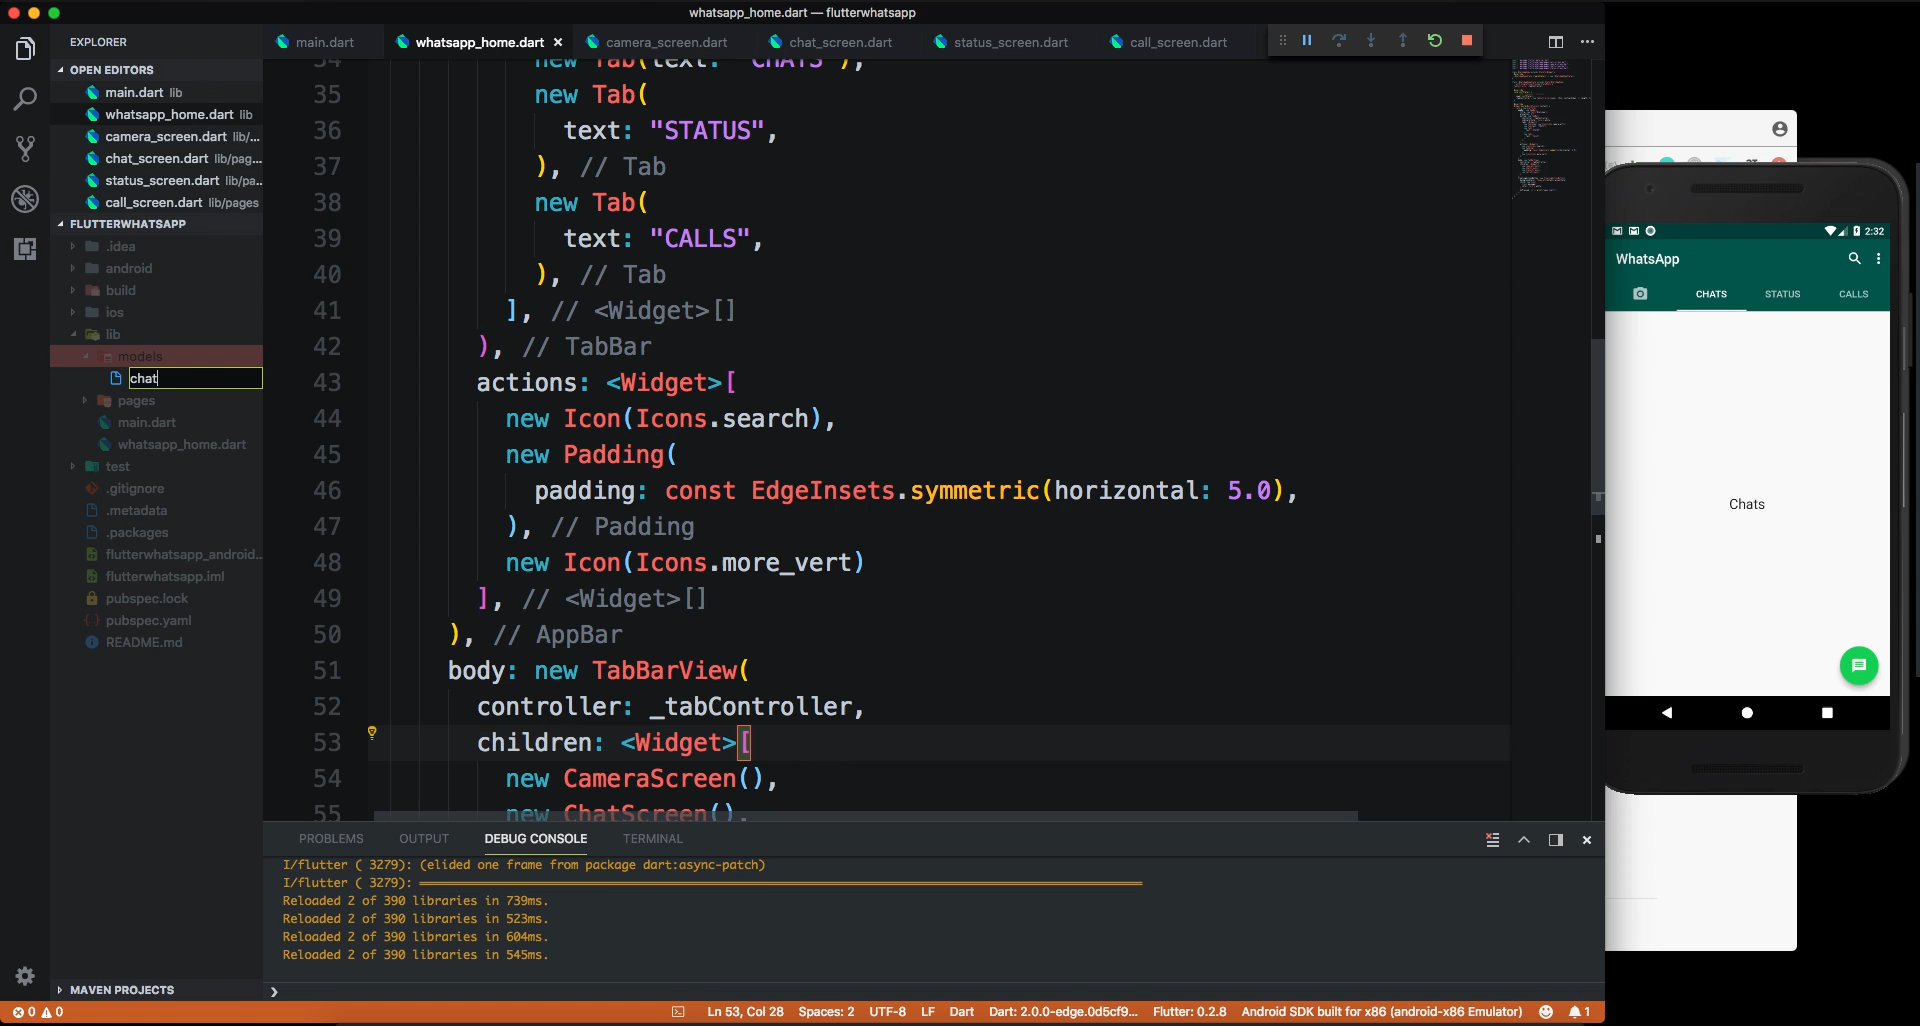 whatsapp_home.dart — flutterwhatsapp
EXPLORER
OPEN EDITORS
main.dart lib
whatsapp_home.dart lib
camera_screen.dart lib/...
chat_screen.dart lib/pag...
status_screen.dart lib/pa...
call_screen.dart lib/pages
FLUTTERWHATSAPP
.idea
android
build
ios
lib
models
chat
pages
main.dart
whatsapp_home.dart
test
.gitignore
.metadata
.packages
flutterwhatsapp_android...
flutterwhatsapp.iml
pubspec.lock
pubspec.yaml
README.md
MAVEN PROJECTS
main.dart
whatsapp_home.dart
camera_screen.dart
chat_screen.dart
status_screen.dart
call_screen.dart
34 new Tab(text: "CHATS"),
35 new Tab(
36 text: "STATUS",
37 ), // Tab
38 new Tab(
39 text: "CALLS",
40 ), // Tab
41 ], // <Widget>[]
42 ), // TabBar
43 actions: <Widget>[
44 new Icon(Icons.search),
45 new Padding(
46 padding: const EdgeInsets.symmetric(horizontal: 5.0),
47 ), // Padding
48 new Icon(Icons.more_vert)
49 ], // <Widget>[]
50 ), // AppBar
51 body: new TabBarView(
52 controller: _tabController,
53 children: <Widget>[
54 new CameraScreen(),
55 new ChatScreen(),
PROBLEMS OUTPUT DEBUG CONSOLE TERMINAL
I/flutter ( 3279): (elided one frame from package dart:async-patch)
I/flutter ( 3279): ════════════════════════════════════════
Reloaded 2 of 390 libraries in 739ms.
Reloaded 2 of 390 libraries in 523ms.
Reloaded 2 of 390 libraries in 604ms.
Reloaded 2 of 390 libraries in 545ms.
0 0
Ln 53, Col 28 Spaces: 2 UTF-8 LF Dart Dart: 2.0.0-edge.0d5cf9... Flutter: 0.2.8 Android SDK built for x86 (android-x86 Emulator) 1
2:32
WhatsApp
CHATS STATUS CALLS
Chats